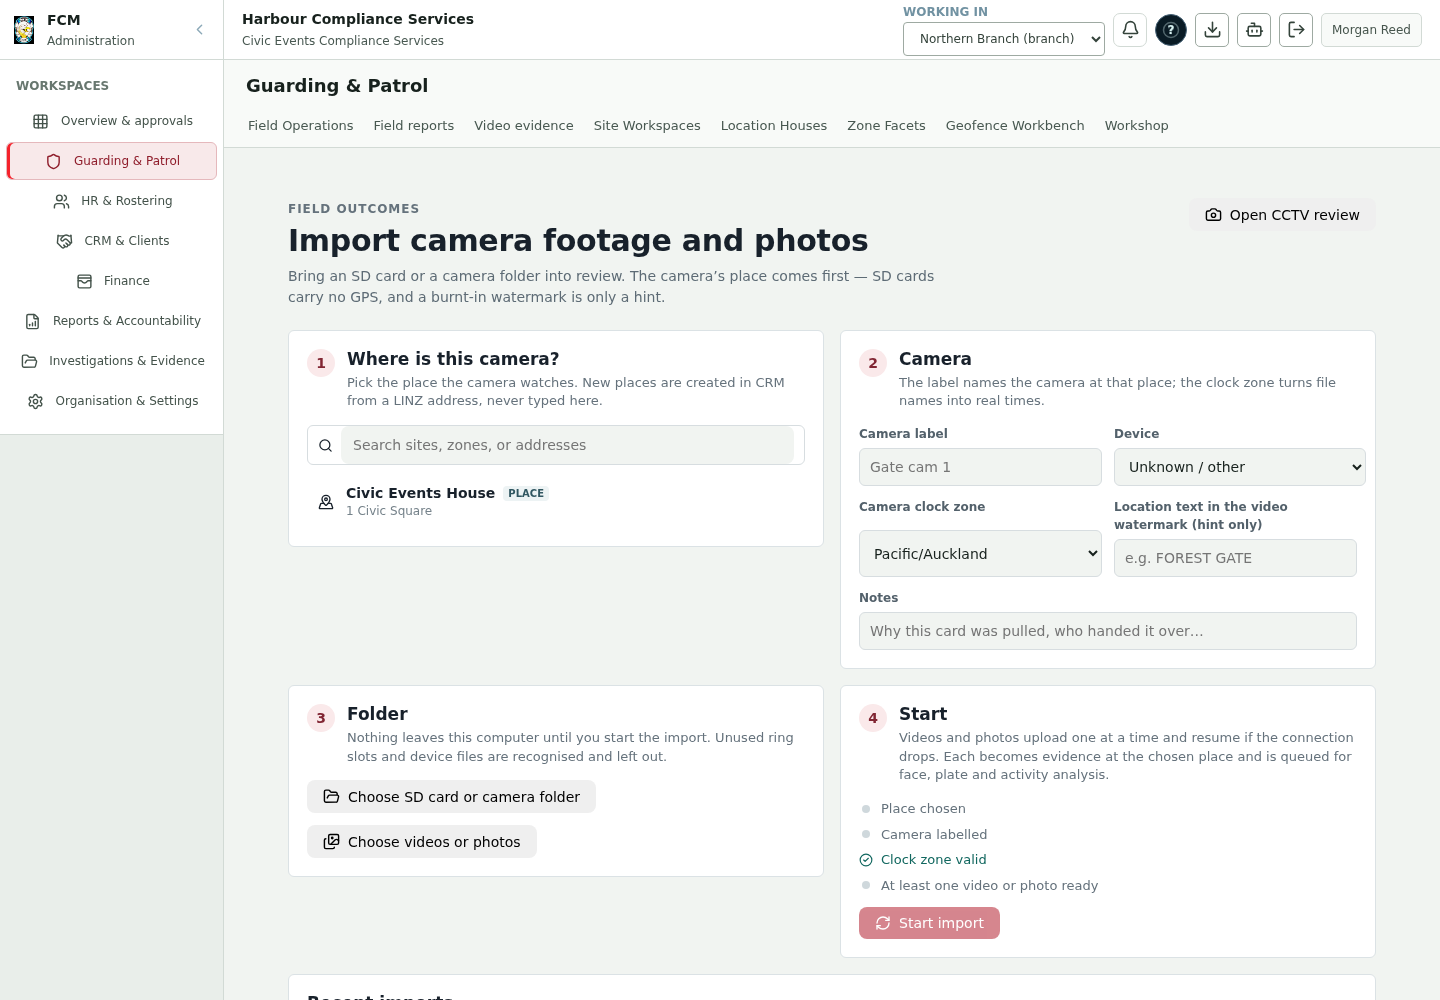 FCM
Administration
Harbour Compliance Services
Civic Events Compliance Services
WORKING IN
Northern Branch (branch)
Morgan Reed
WORKSPACES
Overview & approvals
Guarding & Patrol
HR & Rostering
CRM & Clients
Finance
Reports & Accountability
Investigations & Evidence
Organisation & Settings
Guarding & Patrol
Field Operations
Field reports
Video evidence
Site Workspaces
Location Houses
Zone Facets
Geofence Workbench
Workshop
FIELD OUTCOMES
Import camera footage and photos
Bring an SD card or a camera folder into review. The camera’s place comes first — SD cards
carry no GPS, and a burnt-in watermark is only a hint.
Open CCTV review
1
Where is this camera?
Pick the place the camera watches. New places are created in CRM
from a LINZ address, never typed here.
Search sites, zones, or addresses
Civic Events House PLACE
1 Civic Square
2
Camera
The label names the camera at that place; the clock zone turns file
names into real times.
Camera label
Gate cam 1
Device
Unknown / other
Camera clock zone
Pacific/Auckland
Location text in the video
watermark (hint only)
e.g. FOREST GATE
Notes
Why this card was pulled, who handed it over…
3
Folder
Nothing leaves this computer until you start the import. Unused ring
slots and device files are recognised and left out.
Choose SD card or camera folder
Choose videos or photos
4
Start
Videos and photos upload one at a time and resume if the connection
drops. Each becomes evidence at the chosen place and is queued for
face, plate and activity analysis.
Place chosen
Camera labelled
Clock zone valid
At least one video or photo ready
Start import
Recent imports